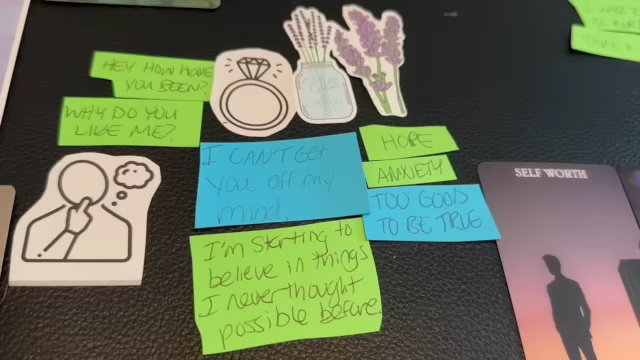 HEY HOW HAVE
YOU BEEN?
WHY DO YOU
LIKE ME?
I CAN'T GET
YOU off my
mind.
HOPE
ANXIETY
TOO GOOD
TO BE TRUE
I'm starting to
believe in things
I never thought
possible before.
SELF WORTH